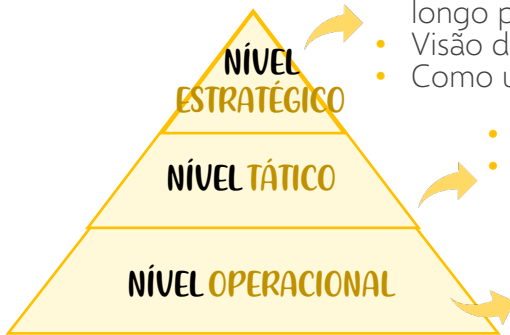 longo
• Visão
• Como
NÍVEL
ESTRATÉGICO
•
•
NÍVEL TÁTICO
NÍVEL OPERACIONAL